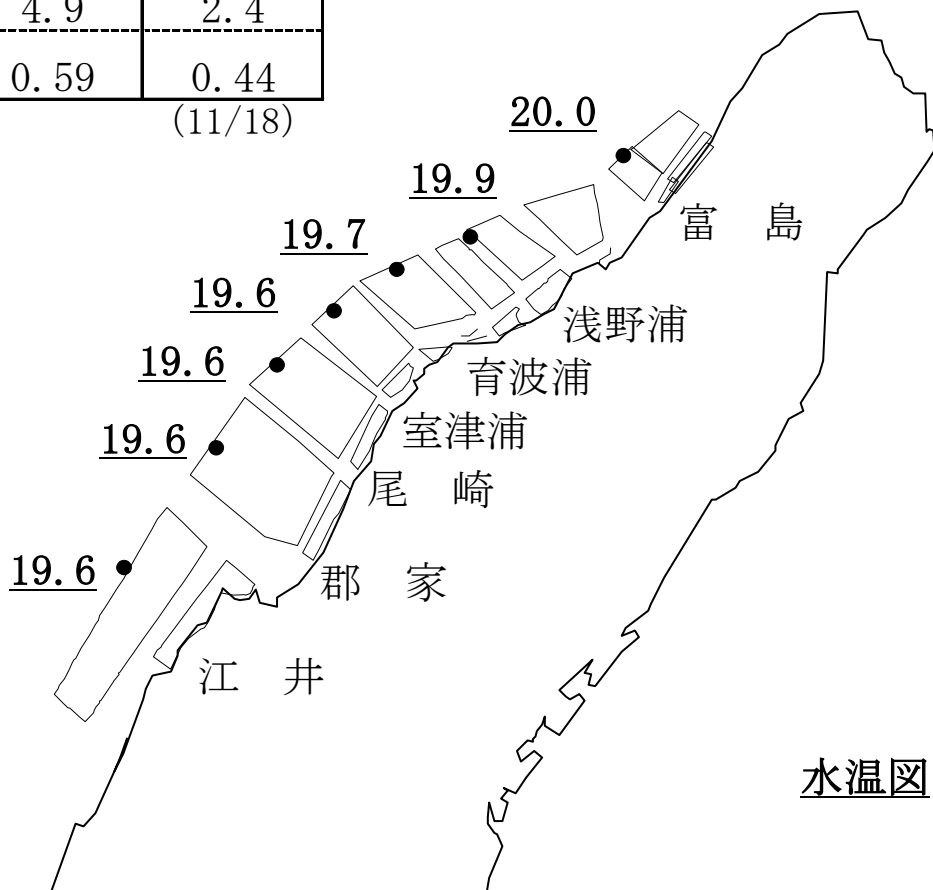 4.9 2.4
0.59 0.44
(11/18)
20.0
19.9
富 島
19.7
19.6
浅野浦
19.6
育波浦
19.6
室津浦
尾 崎
19.6
郡 家
江 井
水温図